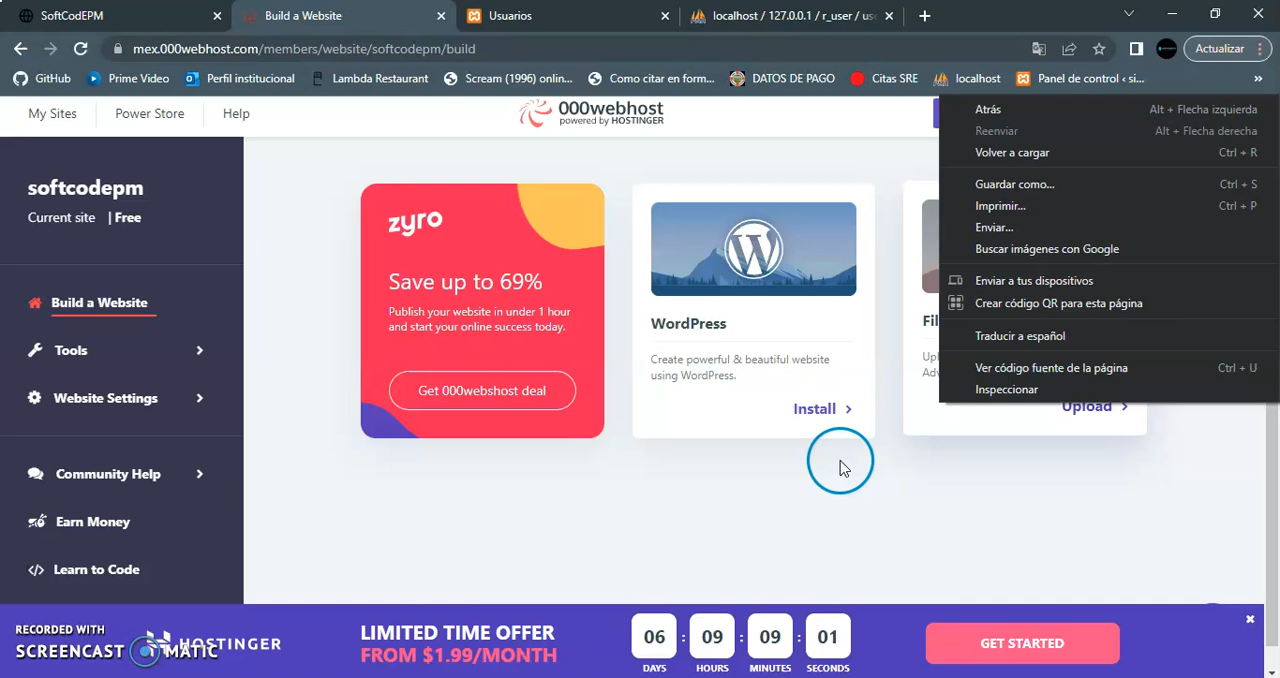 SoftCodEPM
Build a Website
Usuarios
localhost / 127.0.0.1 / r_user / us
mex.000webhost.com/members/website/softcodepm/build
Actualizar
GitHub
Prime Video
Perfil institucional
Lambda Restaurant
Scream (1996) onlin...
Como citar en form...
DATOS DE PAGO
Citas SRE
localhost
Panel de control ‹ si...
»
My Sites
Power Store
Help
000webhost
powered by HOSTINGER
Atrás Alt + Flecha izquierda
Reenviar Alt + Flecha derecha
Volver a cargar Ctrl + R
Guardar como... Ctrl + S
Imprimir... Ctrl + P
Enviar...
Buscar imágenes con Google
Enviar a tus dispositivos
Crear código QR para esta página
Traducir a español
Ver código fuente de la página Ctrl + U
Inspeccionar
softcodepm
Current site | Free
Build a Website
Tools
Website Settings
Community Help
Earn Money
Learn to Code
zyro
Save up to 69%
Publish your website in under 1 hour
and start your online success today.
Get 000webshost deal
WordPress
Create powerful & beautiful website
using WordPress.
Install
Fil
Upl
Adv
Upload
RECORDED WITH
SCREENCAST MATIC
HOSTINGER
LIMITED TIME OFFER
FROM $1.99/MONTH
06 : 09 : 09 : 01
DAYS HOURS MINUTES SECONDS
GET STARTED